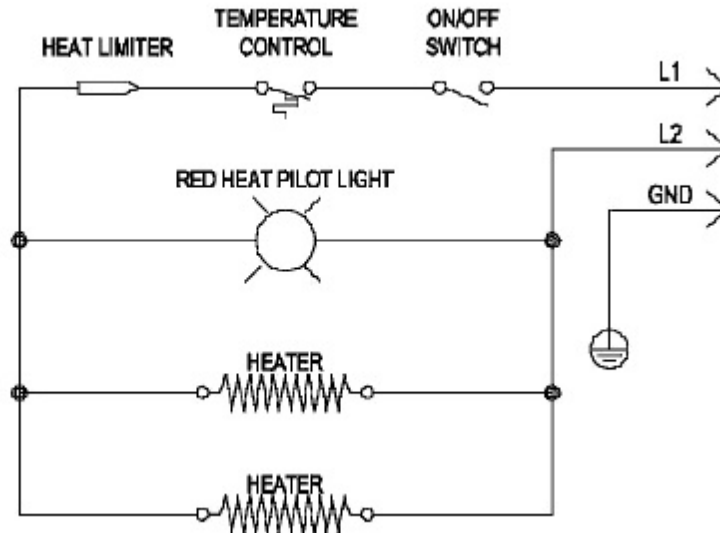 TEMPERATURE
CONTROL
ON/OFF
SWITCH
HEAT LIMITER
L1
L2
RED HEAT PILOT LIGHT
GND
HEATER
HEATER